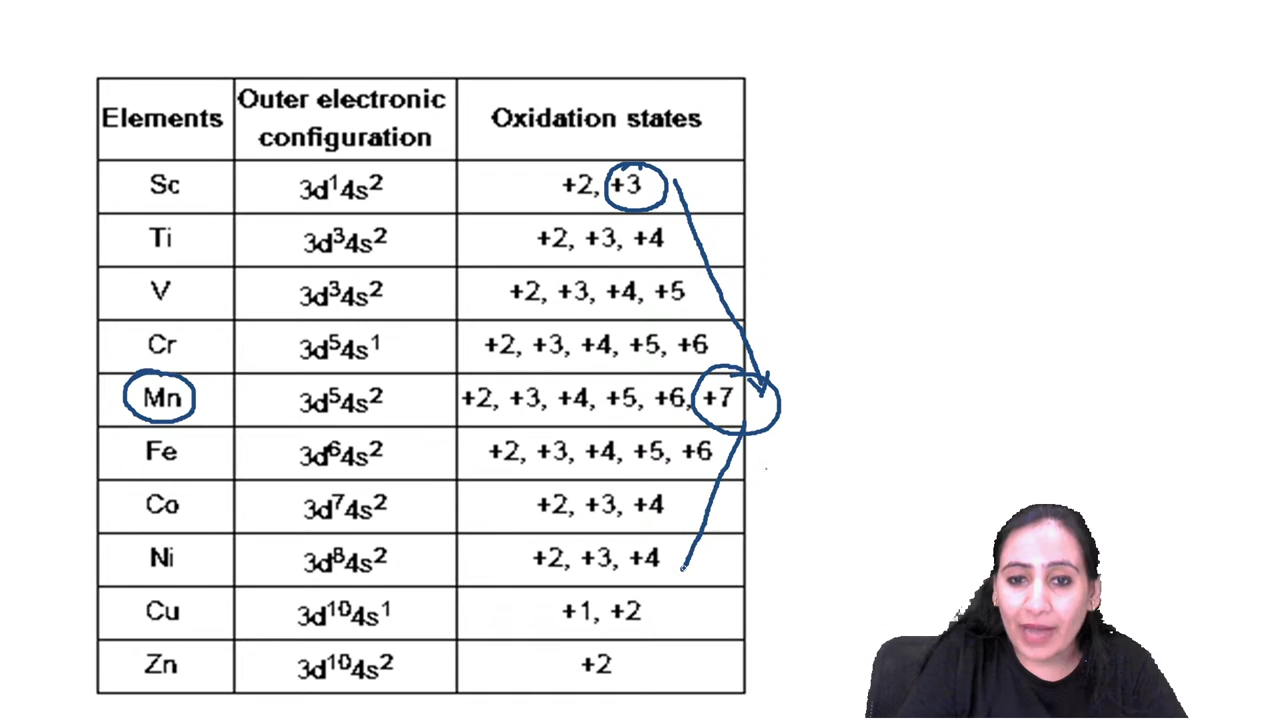 Elements Outer electronic configuration Oxidation states
Sc 3d¹4s² +2, +3
Ti 3d³4s² +2, +3, +4
V 3d³4s² +2, +3, +4, +5
Cr 3d⁵4s¹ +2, +3, +4, +5, +6
Mn 3d⁵4s² +2, +3, +4, +5, +6, +7
Fe 3d⁶4s² +2, +3, +4, +5, +6
Co 3d⁷4s² +2, +3, +4
Ni 3d⁸4s² +2, +3, +4
Cu 3d¹⁰4s¹ +1, +2
Zn 3d¹⁰4s² +2